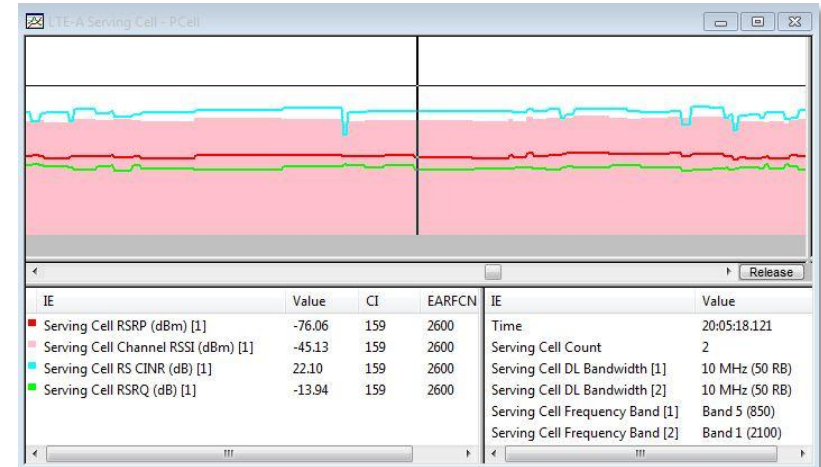 LTE-A Serving Cell - PCell
Release
IE Value CI EARFCN
Serving Cell RSRP (dBm) [1] -76.06 159 2600
Serving Cell Channel RSSI (dBm) [1] -45.13 159 2600
Serving Cell RS CINR (dB) [1] 22.10 159 2600
Serving Cell RSRQ (dB) [1] -13.94 159 2600
IE Value
Time 20:05:18.121
Serving Cell Count 2
Serving Cell DL Bandwidth [1] 10 MHz (50 RB)
Serving Cell DL Bandwidth [2] 10 MHz (50 RB)
Serving Cell Frequency Band [1] Band 5 (850)
Serving Cell Frequency Band [2] Band 1 (2100)